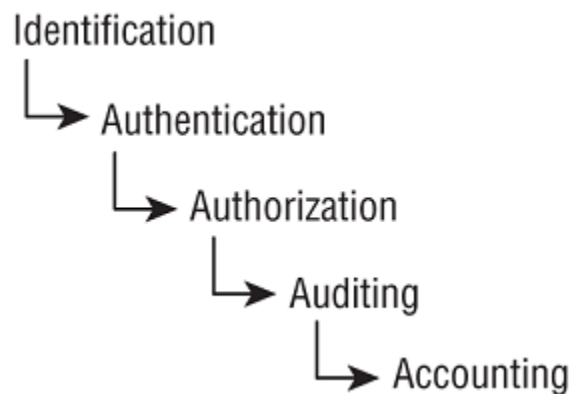 Identification
Authentication
Authorization
Auditing
Accounting